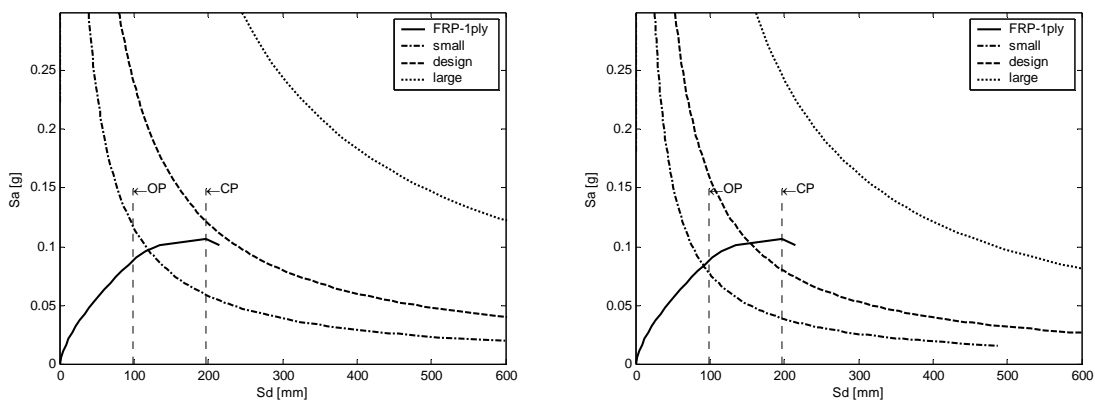 FRP-1ply
small
design
large
0.25
0.2
0.15
0.1
0.05
0
Sa [g]
←OP
←CP
0 100 200 300 400 500 600
Sd [mm]
FRP-1ply
small
design
large
0.25
0.2
0.15
0.1
0.05
0
Sa [g]
←OP
←CP
0 100 200 300 400 500 600
Sd [mm]